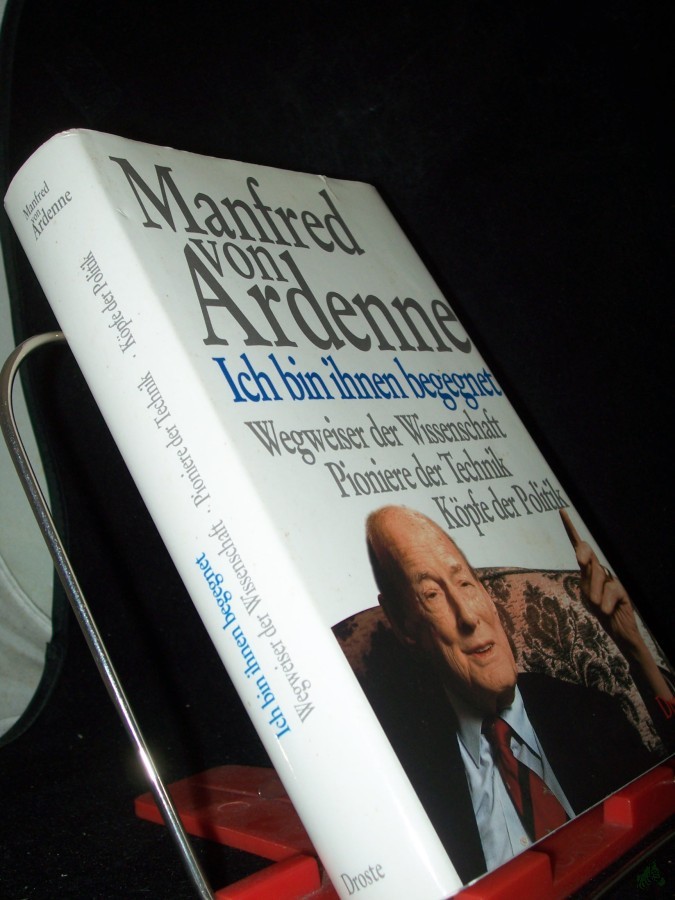 Manfred
von
Ardenne
Ich bin ihnen begegnet
Wegweiser der Wissenschaft
Pioniere der Technik
Köpfe der Politik
Manfred
von
Ardenne
Ich bin ihnen begegnet
Wegweiser der Wissenschaft · Pioniere der Technik · Köpfe der Politik
Droste